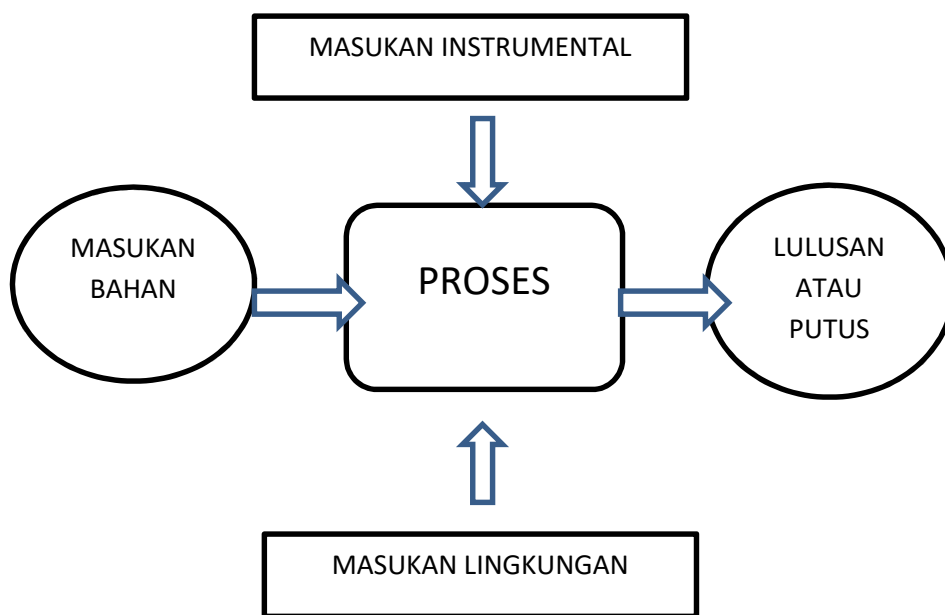 MASUKAN INSTRUMENTAL
MASUKAN
BAHAN
PROSES
LULUSAN
ATAU
PUTUS
MASUKAN LINGKUNGAN